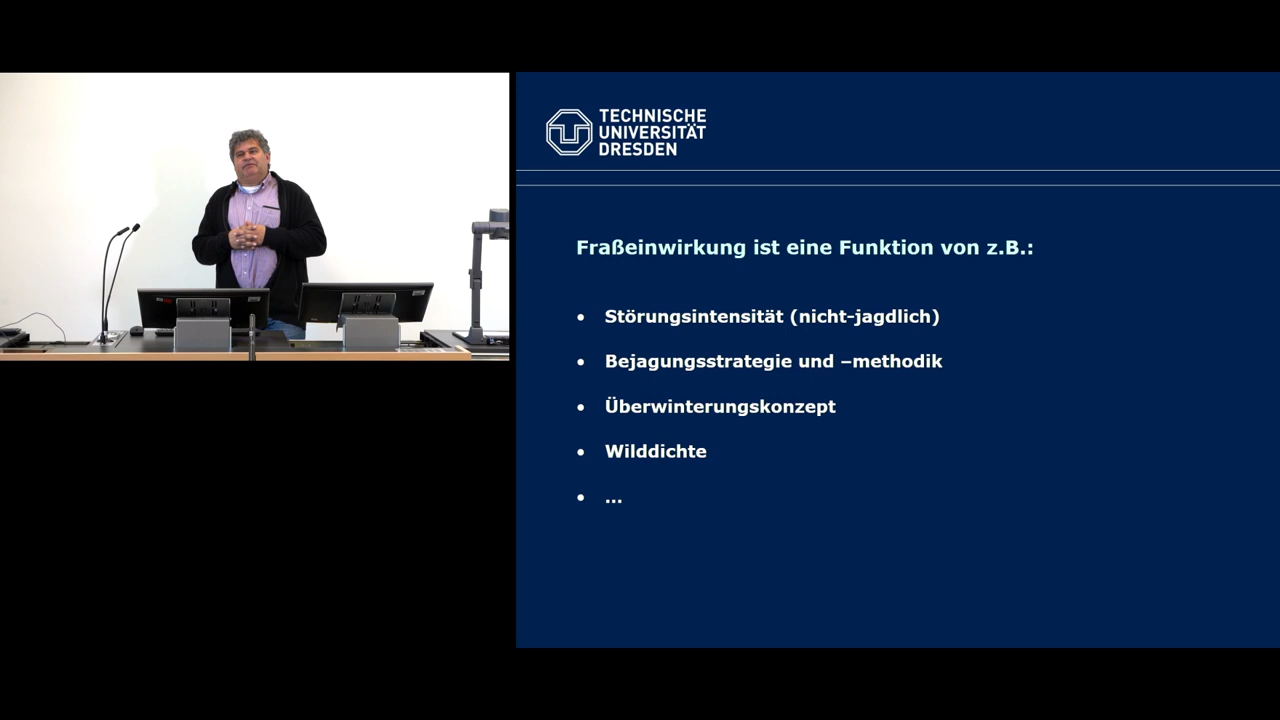 TECHNISCHE
UNIVERSITÄT
DRESDEN
Fraßeinwirkung ist eine Funktion von z.B.:
• Störungsintensität (nicht-jagdlich)
• Bejagungsstrategie und –methodik
• Überwinterungskonzept
• Wilddichte
• ...